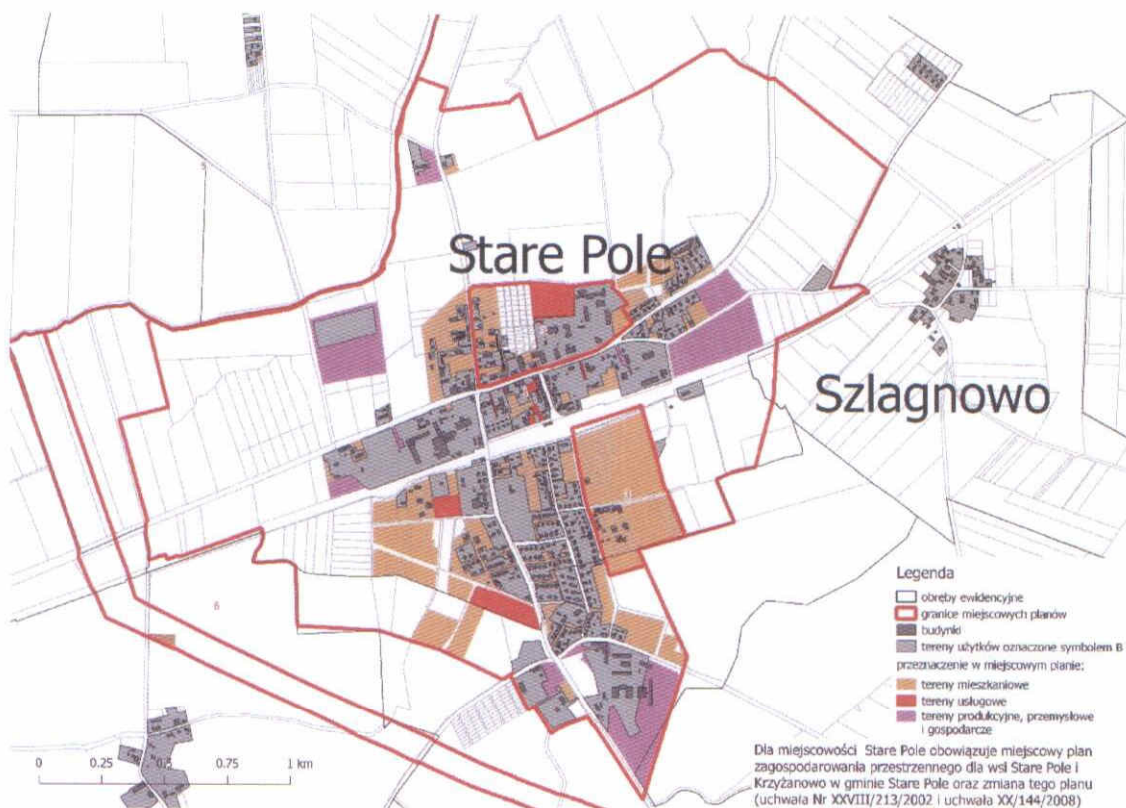 Stare Pole
Szlagnowo
6
Legenda
obręby ewidencyjne
granice miejscowych planów
budynki
tereny użytków oznaczone symbolem B
przeznaczenie w miejscowym planie:
tereny mieszkaniowe
tereny usługowe
tereny produkcyjne, przemysłowe
i gospodarcze
0 0.25 0.5 0.75 1 km
Dla miejscowości Stare Pole obowiązuje miejscowy plan
zagospodarowania przestrzennego dla wsi Stare Pole i
Krzyżanowo w gminie Stare Pole oraz zmiana tego planu
(uchwała Nr XXVIII/213/2002 i uchwała XX/144/2008)